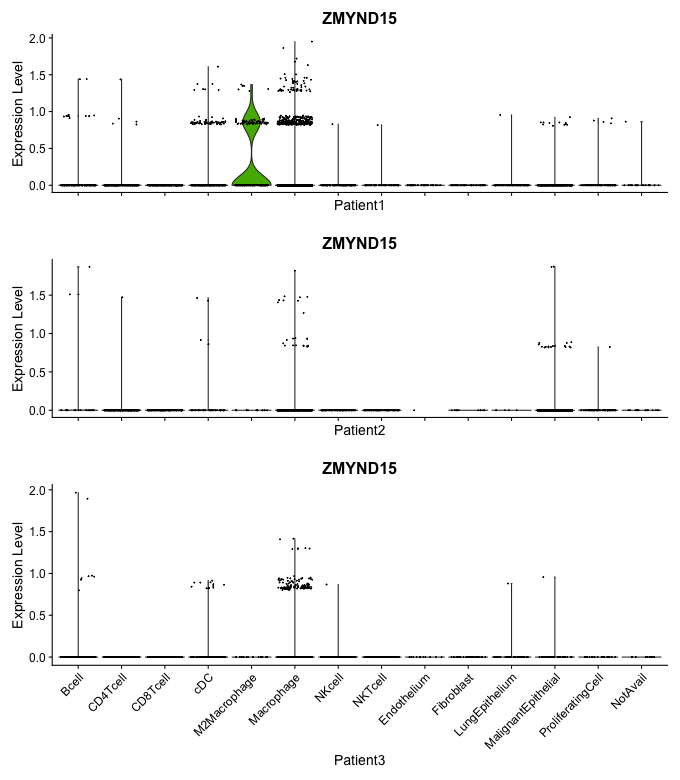 ZMYND15
Expression Level
2.0
1.5
1.0
0.5
0.0
Patient1
ZMYND15
Expression Level
1.5
1.0
0.5
0.0
Patient2
ZMYND15
Expression Level
2.0
1.5
1.0
0.5
0.0
Bcell
CD4Tcell
CD8Tcell
cDC
M2Macrophage
Macrophage
NKcell
NKTcell
Endothelium
Fibroblast
LungEpithelium
MalignantEpithelial
ProliferatingCell
NotAvail
Patient3